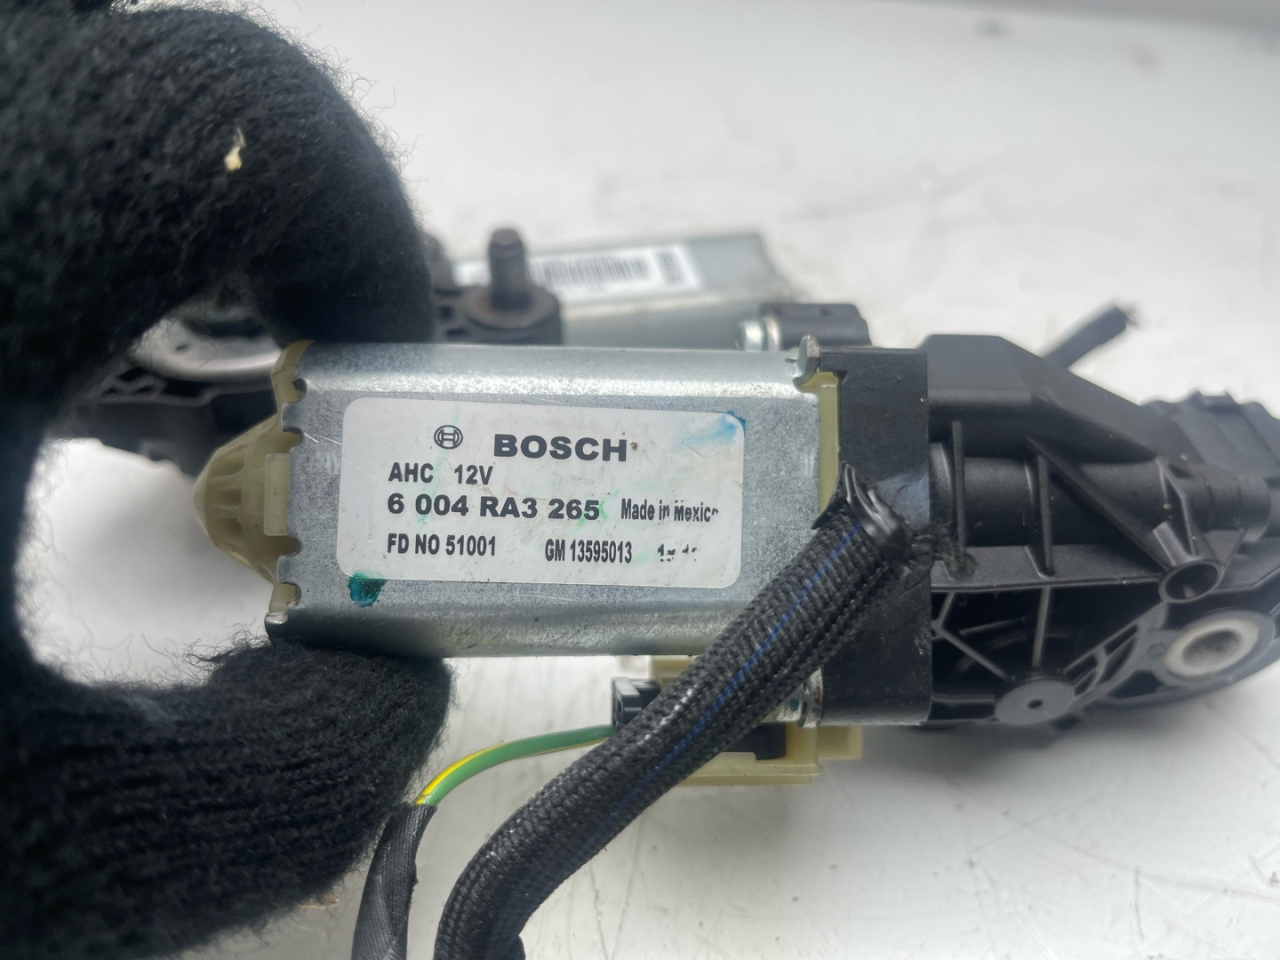 BOSCH
AHC 12V
6 004 RA3 265 Made in Mexico
FD NO 51001 GM 13595013